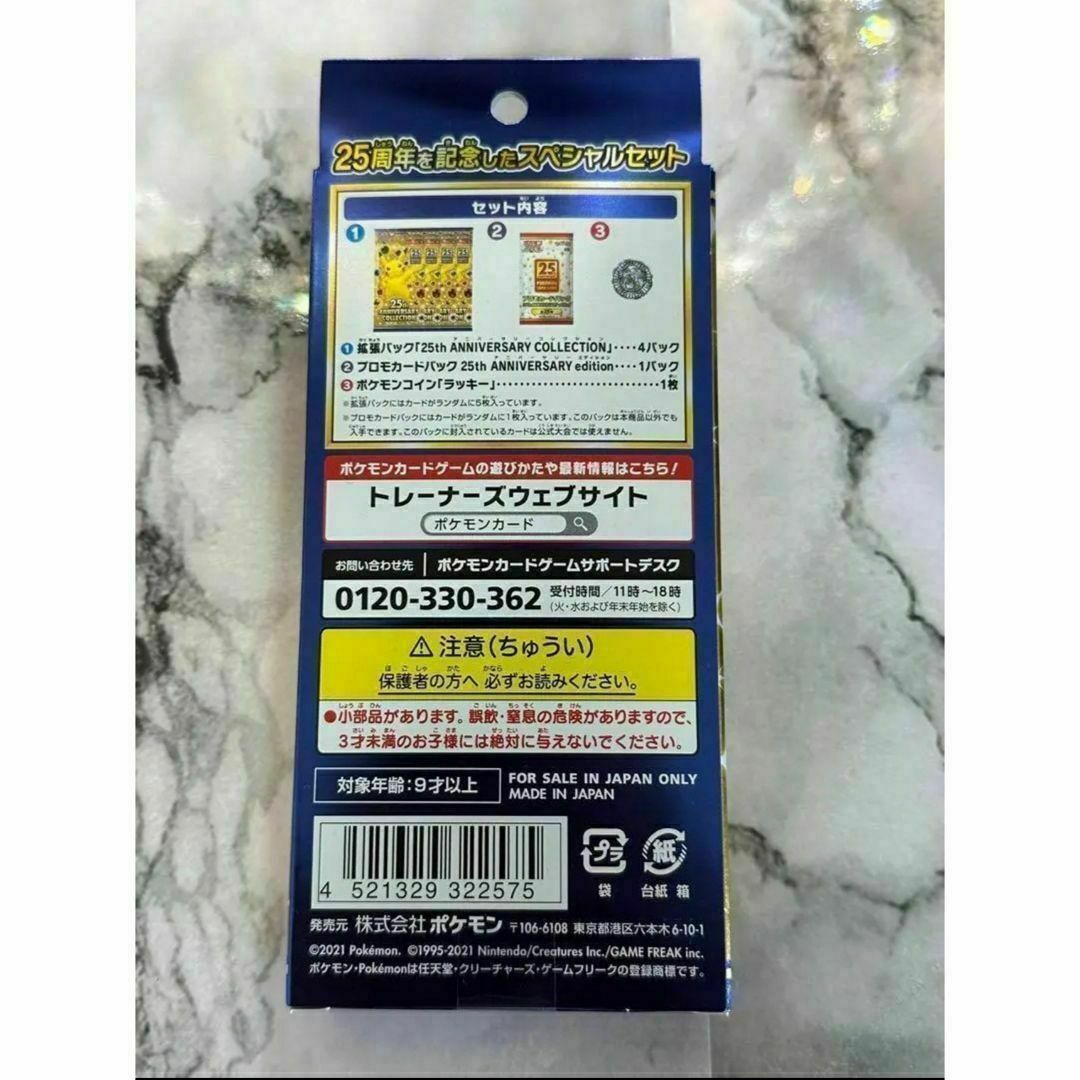 25周年を記念したスペシャルセット
セット内容
1 2 3
25th ANNIVERSARY COLLECTION
25
1 拡張パック「25th ANNIVERSARY COLLECTION」‥‥4パック
2 プロモカードパック 25th ANNIVERSARY edition‥‥1パック
3 ポケモンコイン「ラッキー」‥‥‥‥‥‥‥‥‥‥‥1枚
※拡張パックにはカードがランダムに5枚入っています。
※プロモカードパックにはカードがランダムに1枚入っています。このパックは本商品以外でも
入手できます。このパックに封入されているカードは公式大会では使えません。
ポケモンカードゲームの遊びかたや最新情報はこちら!
トレーナーズウェブサイト
ポケモンカード
お問い合わせ先 ポケモンカードゲームサポートデスク
0120-330-362 受付時間/11時~18時
(火・水および年末年始を除く)
⚠注意(ちゅうい)
保護者の方へ 必ずお読みください。
●小部品があります。誤飲・窒息の危険がありますので、
3才未満のお子様には絶対に与えないでください。
対象年齢:9才以上
FOR SALE IN JAPAN ONLY
MADE IN JAPAN
4 521329 322575
プラ 紙
袋 台紙 箱
発売元 株式会社ポケモン 〒106-6108 東京都港区六本木6-10-1
©2021 Pokémon. ©1995-2021 Nintendo/Creatures Inc./GAME FREAK inc.
ポケモン・Pokémonは任天堂・クリーチャーズ・ゲームフリークの登録商標です。